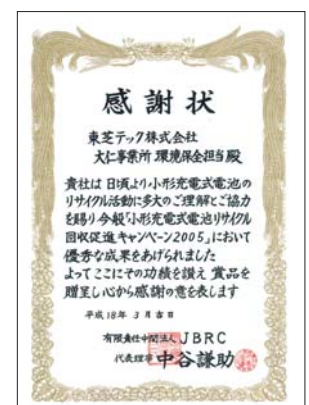 感謝状
東芝テック株式会社
大仁事業所 環境保全担当殿
貴社は 日頃より小形充電式電池の
リサイクル活動に多大のご理解とご協力
を賜り今般「小形充電式電池リサイクル
回収促進キャンペーン2005」において
優秀な成果をあげられました
よってここにその功績を讃え 賞品を
贈呈し心から感謝の意を表します
平成18年 3月吉日
有限責任中間法人 JBRC
代表理事 中谷謙助